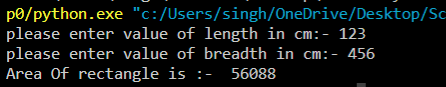 p0/python.exe "c:/Users/singh/OneDrive/Desktop/Sc
please enter value of length in cm:- 123
please enter value of breadth in cm:- 456
Area Of rectangle is :-  56088